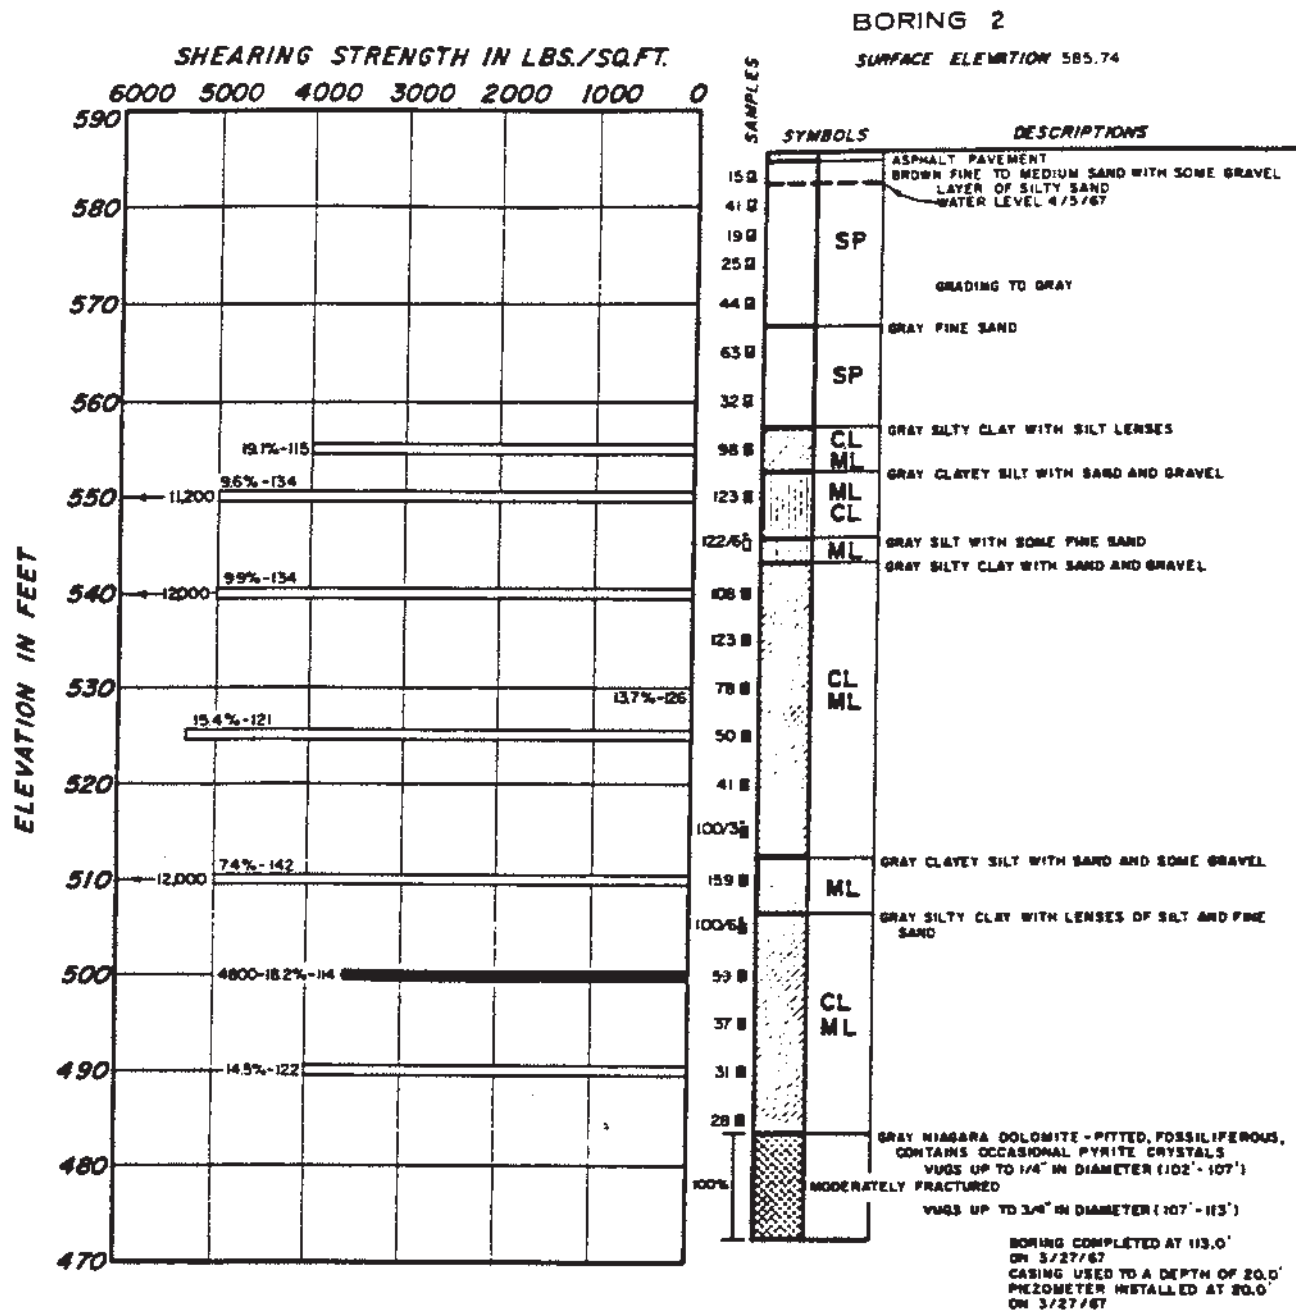 BORING 2
SURFACE ELEVATION 585.74
SHEARING STRENGTH IN LBS./SQ.FT.
6000 5000 4000 3000 2000 1000 0
SAMPLES
SYMBOLS
DESCRIPTIONS
ELEVATION IN FEET
590
580
570
560
550
540
530
520
510
500
490
480
470
19.1%-115
9.6%-134
11,200
9.9%-134
12,000
13.7%-126
15.4%-121
7.4%-142
12,000
4800-18.2%-114
14.5%-122
15
41
19
25
44
63
32
98
123
122/6"
108
123
78
50
41
100/3"
159
100/6"
59
37
31
28
100%
SP
SP
CL
ML
ML
CL
ML
CL
ML
ML
CL
ML
ASPHALT PAVEMENT
BROWN FINE TO MEDIUM SAND WITH SOME GRAVEL
LAYER OF SILTY SAND
WATER LEVEL 4/5/67
GRADING TO GRAY
GRAY FINE SAND
GRAY SILTY CLAY WITH SILT LENSES
GRAY CLAYEY SILT WITH SAND AND GRAVEL
GRAY SILT WITH SOME FINE SAND
GRAY SILTY CLAY WITH SAND AND GRAVEL
GRAY CLAYEY SILT WITH SAND AND SOME GRAVEL
GRAY SILTY CLAY WITH LENSES OF SILT AND FINE
SAND
GRAY NIAGARA DOLOMITE - PITTED, FOSSILIFEROUS,
CONTAINS OCCASIONAL PYRITE CRYSTALS
VUGS UP TO 1/4" IN DIAMETER (102'-107')
MODERATELY FRACTURED
VUGS UP TO 3/4" IN DIAMETER (107'-113')
BORING COMPLETED AT 113.0'
ON 3/27/67
CASING USED TO A DEPTH OF 20.0'
PIEZOMETER INSTALLED AT 20.0'
ON 3/27/67